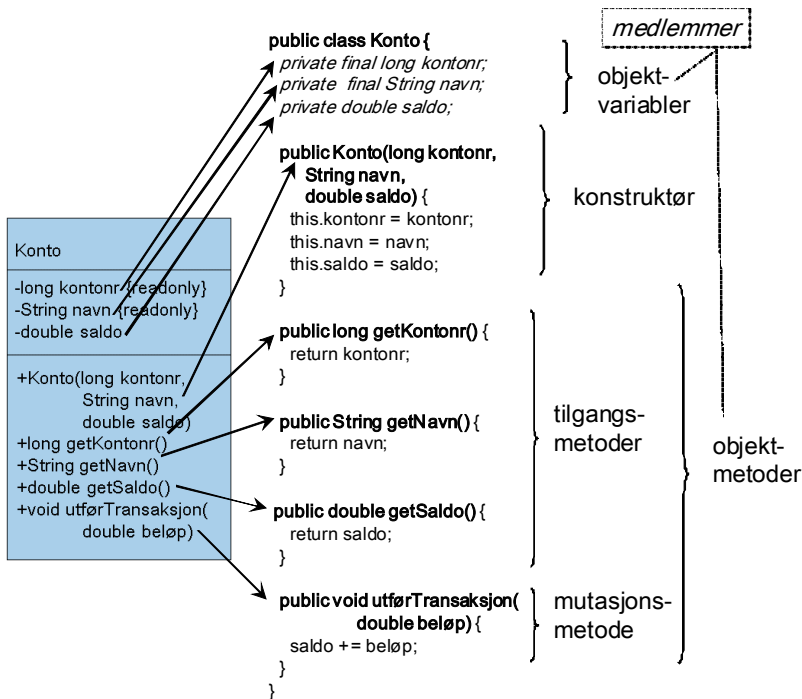 medlemmer
public class Konto {
private final long kontonr;
private final String navn;
private double saldo;
objekt-
variabler
public Konto(long kontonr,
String navn,
double saldo) {
this.kontonr = kontonr;
this.navn = navn;
this.saldo = saldo;
}
konstruktør
Konto
-long kontonr {readonly}
-String navn {readonly}
-double saldo
+Konto(long kontonr,
String navn,
double saldo)
+long getKontonr()
+String getNavn()
+double getSaldo()
+void utførTransaksjon(
double beløp)
public long getKontonr() {
return kontonr;
}
public String getNavn() {
return navn;
}
public double getSaldo() {
return saldo;
}
tilgangs-
metoder
objekt-
metoder
public void utførTransaksjon(
double beløp) {
saldo += beløp;
}
}
mutasjons-
metode